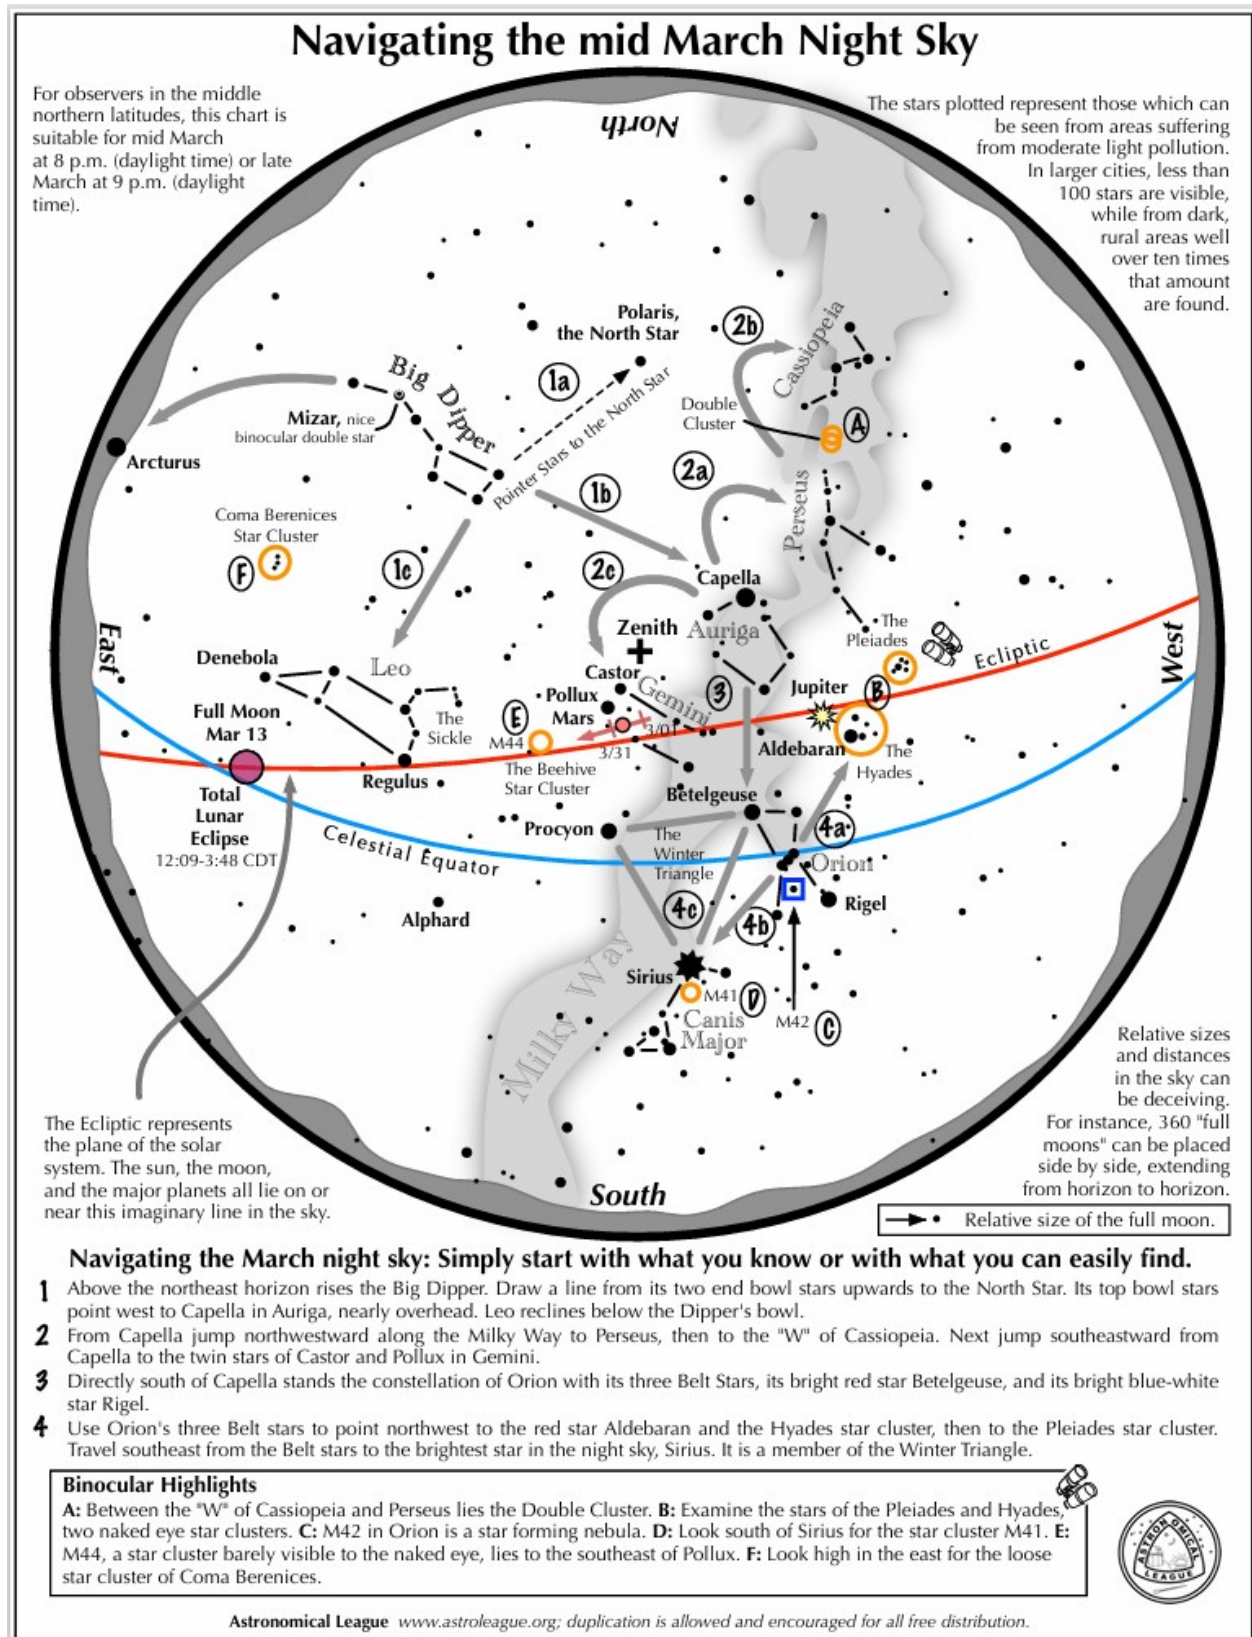 Navigating the mid March Night Sky
For observers in the middle
northern latitudes, this chart is
suitable for mid March
at 8 p.m. (daylight time) or late
March at 9 p.m. (daylight
time).
The stars plotted represent those which can
be seen from areas suffering
from moderate light pollution.
In larger cities, less than
100 stars are visible,
while from dark,
rural areas well
over ten times
that amount
are found.
North
Polaris,
the North Star
2b
Cassiopeia
Big Dipper
1a
Mizar, nice
binocular double star
Pointer Stars to the North Star
Double
Cluster
A
Arcturus
2a
1b
Perseus
Coma Berenices
Star Cluster
F
1c
2c
Capella
Auriga
Zenith
The
Pleiades
East
West
Ecliptic
Denebola
Leo
Castor
Gemini
3
Jupiter
B
Full Moon
Mar 13
The
Sickle
E
M44
Pollux
Mars
3/01
3/31
Aldebaran
The
Hyades
Regulus
The Beehive
Star Cluster
Total
Lunar
Eclipse
12:09-3:48 CDT
Celestial Equator
Betelgeuse
Procyon
The
Winter
Triangle
4a
Orion
Alphard
4c
4b
Rigel
Milky Way
Sirius
M41
D
M42
C
Canis
Major
Relative sizes
and distances
in the sky can
be deceiving.
For instance, 360 "full
moons" can be placed
side by side, extending
from horizon to horizon.
Relative size of the full moon.
The Ecliptic represents
the plane of the solar
system. The sun, the moon,
and the major planets all lie on or
near this imaginary line in the sky.
South
Navigating the March night sky: Simply start with what you know or with what you can easily find.
1 Above the northeast horizon rises the Big Dipper. Draw a line from its two end bowl stars upwards to the North Star. Its top bowl stars
point west to Capella in Auriga, nearly overhead. Leo reclines below the Dipper's bowl.
2 From Capella jump northwestward along the Milky Way to Perseus, then to the "W" of Cassiopeia. Next jump southeastward from
Capella to the twin stars of Castor and Pollux in Gemini.
3 Directly south of Capella stands the constellation of Orion with its three Belt Stars, its bright red star Betelgeuse, and its bright blue-white
star Rigel.
4 Use Orion's three Belt stars to point northwest to the red star Aldebaran and the Hyades star cluster, then to the Pleiades star cluster.
Travel southeast from the Belt stars to the brightest star in the night sky, Sirius. It is a member of the Winter Triangle.
Binocular Highlights
A: Between the "W" of Cassiopeia and Perseus lies the Double Cluster. B: Examine the stars of the Pleiades and Hyades,
two naked eye star clusters. C: M42 in Orion is a star forming nebula. D: Look south of Sirius for the star cluster M41. E:
M44, a star cluster barely visible to the naked eye, lies to the southeast of Pollux. F: Look high in the east for the loose
star cluster of Coma Berenices.
ASTRONOMICAL
LEAGUE
Astronomical League www.astroleague.org; duplication is allowed and encouraged for all free distribution.